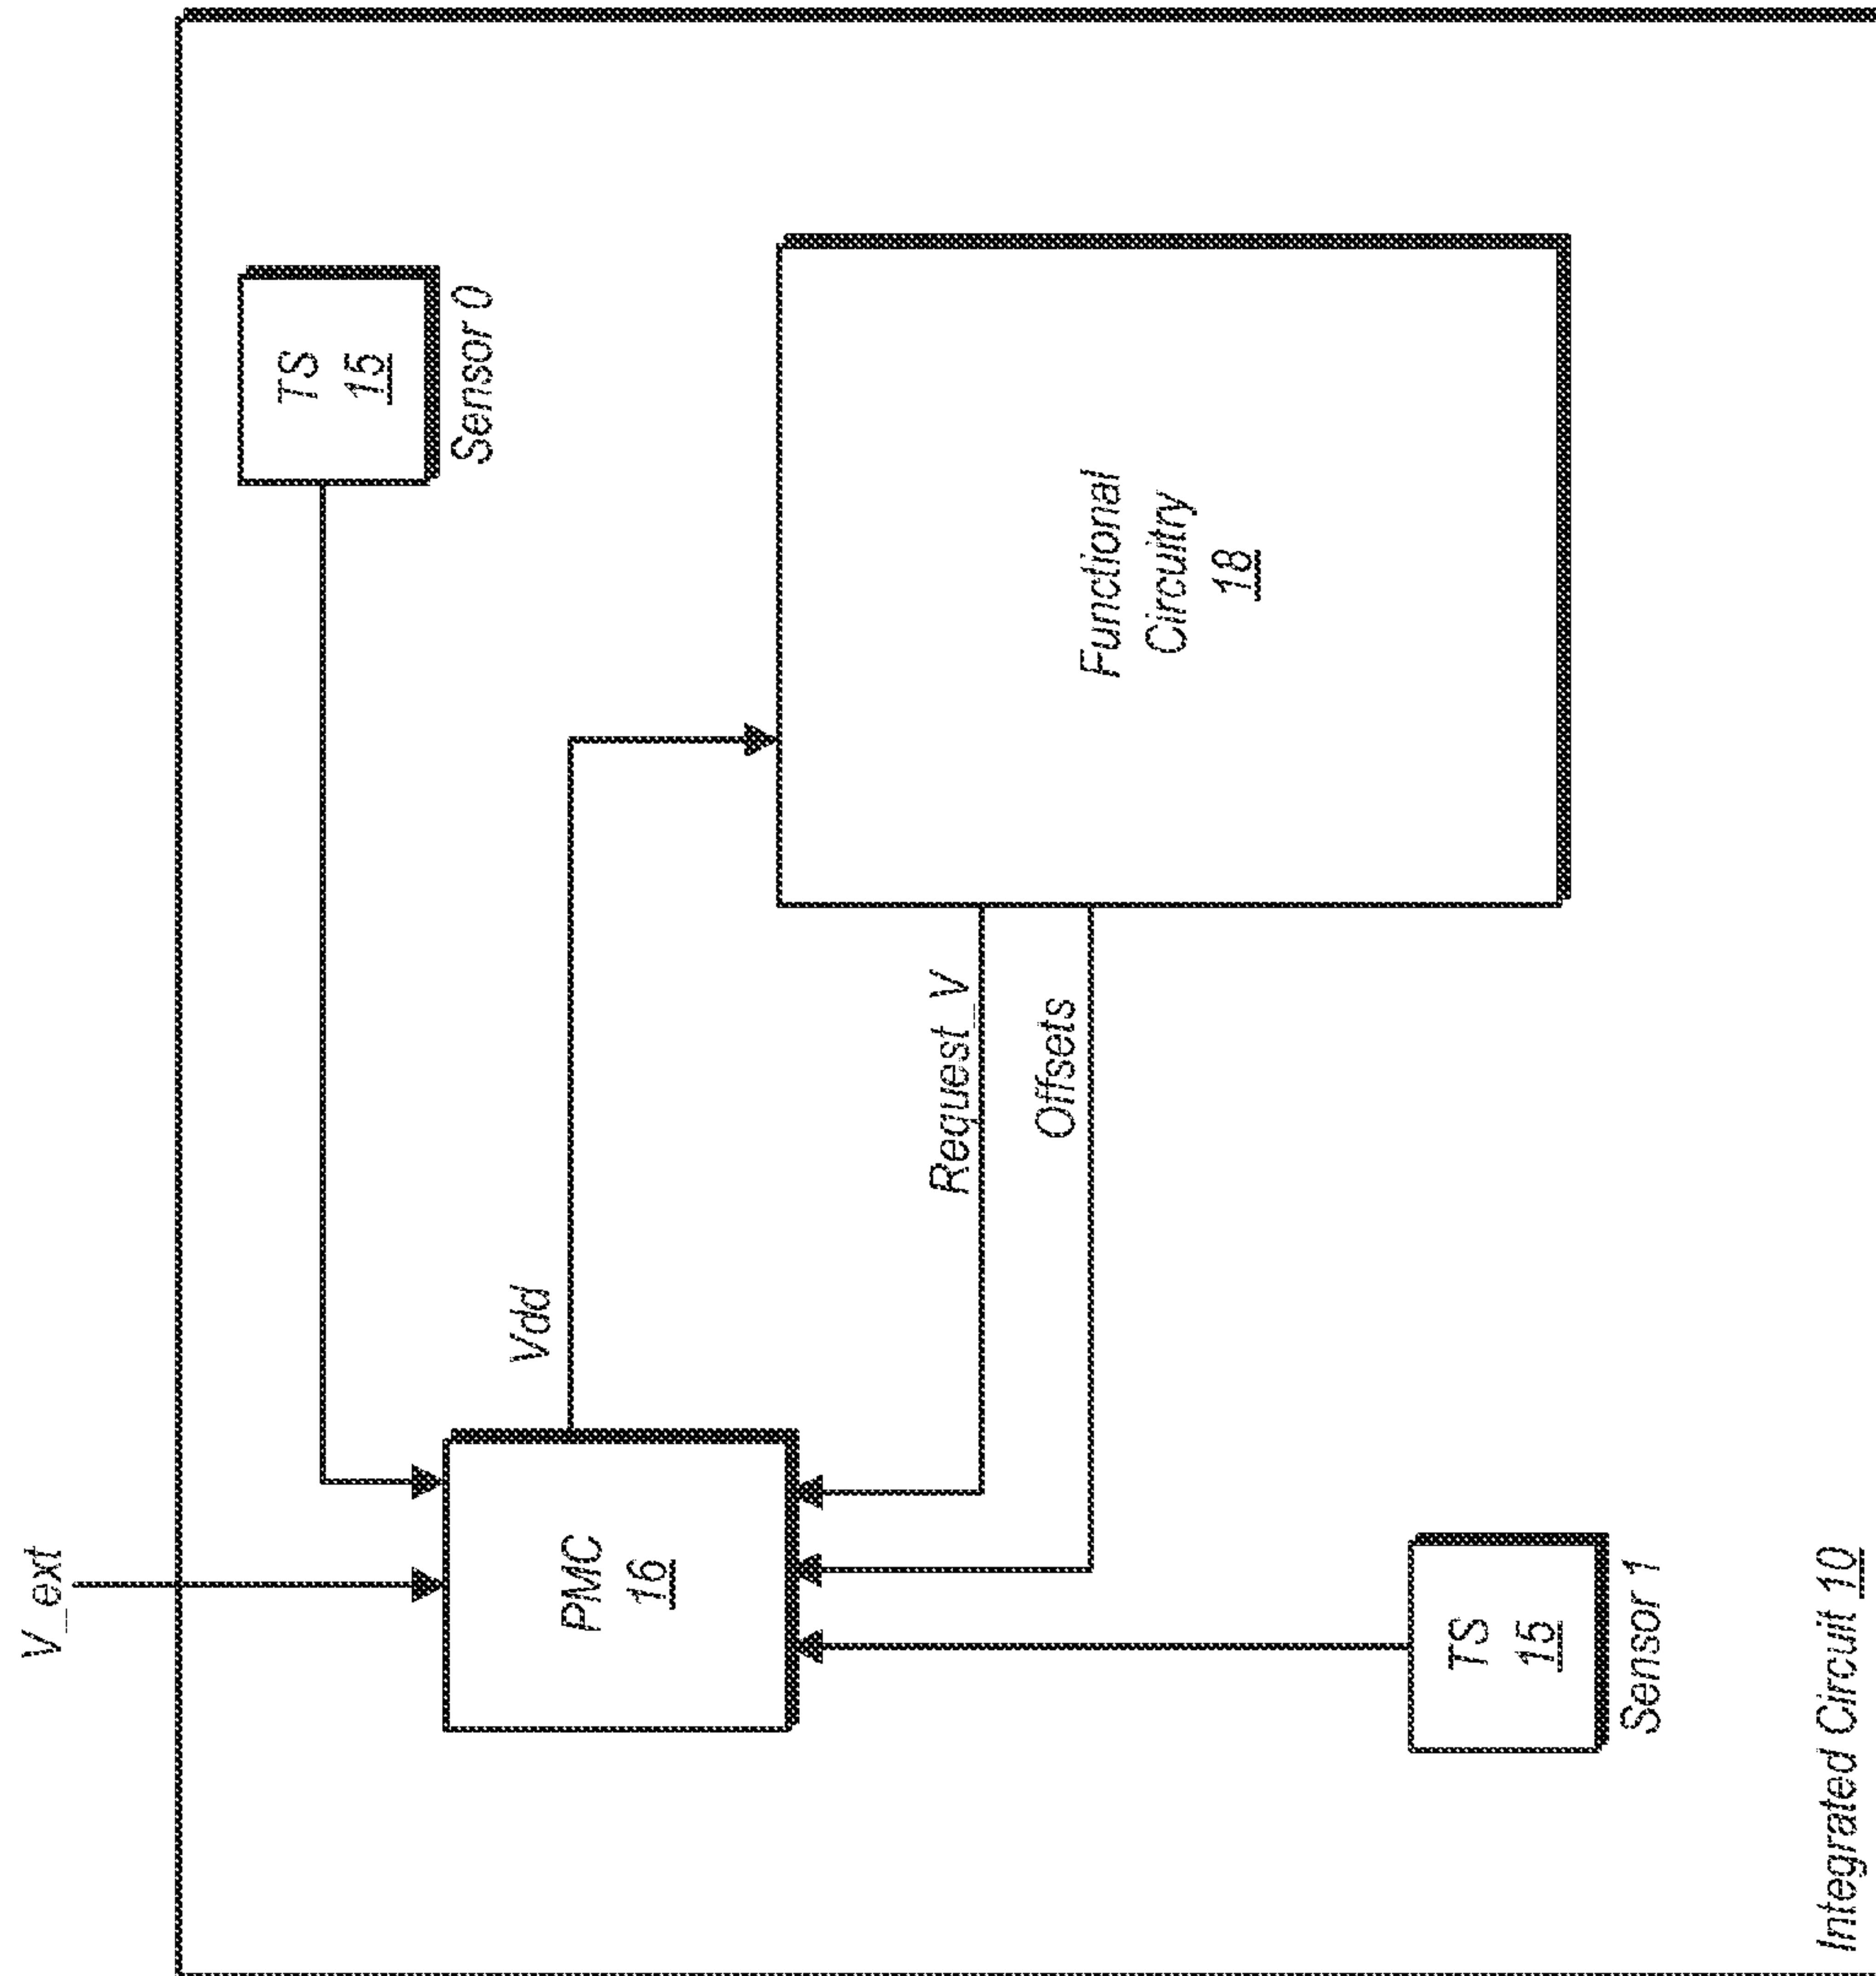 V_ext
TS
15
Sensor 0
Vdd
PMC
16
Request_V
Offsets
Functional
Circuitry
18
TS
15
Sensor 1
Integrated Circuit 10